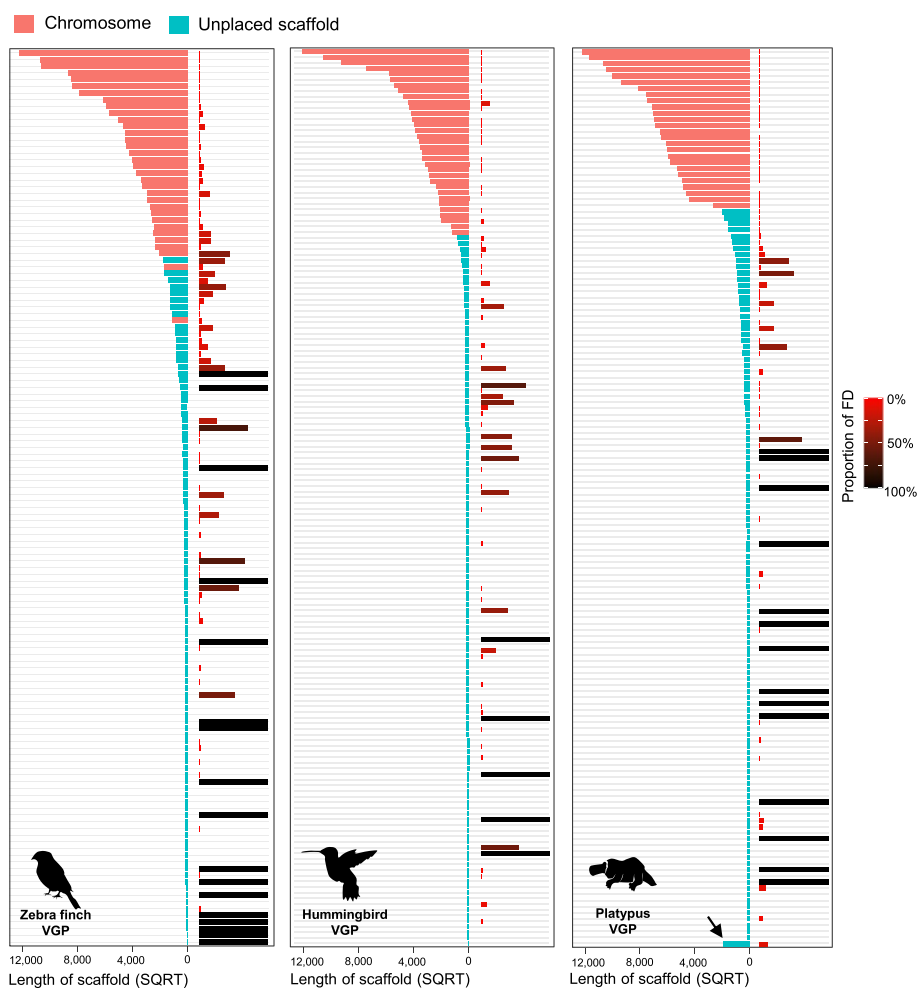 Chromosome
Unplaced scaffold
Zebra finch
VGP
12,000 8,000 4,000 0
Length of scaffold (SQRT)
Hummingbird
VGP
12,000 8,000 4,000 0
Length of scaffold (SQRT)
Platypus
VGP
12,000 8,000 4,000 0
Length of scaffold (SQRT)
Proportion of FD
0%
50%
100%